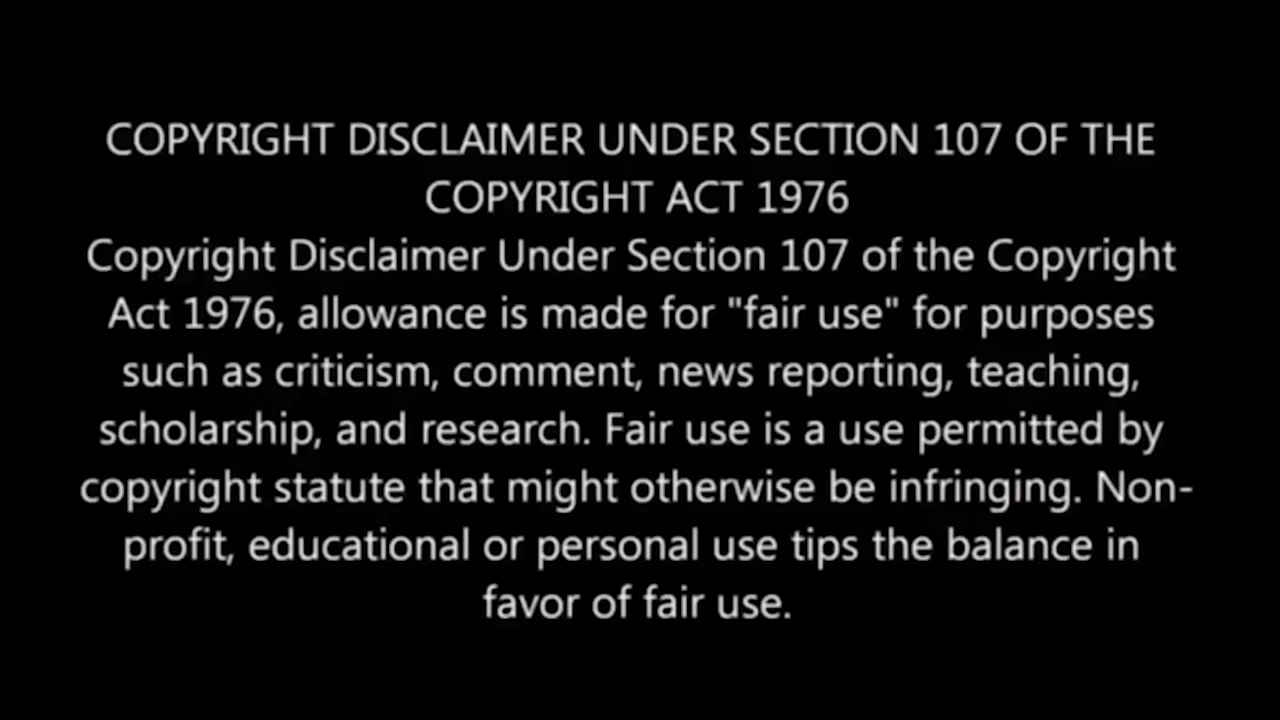 COPYRIGHT DISCLAIMER UNDER SECTION 107 OF THE
COPYRIGHT ACT 1976
Copyright Disclaimer Under Section 107 of the Copyright
Act 1976, allowance is made for "fair use" for purposes
such as criticism, comment, news reporting, teaching,
scholarship, and research. Fair use is a use permitted by
copyright statute that might otherwise be infringing. Non-
profit, educational or personal use tips the balance in
favor of fair use.